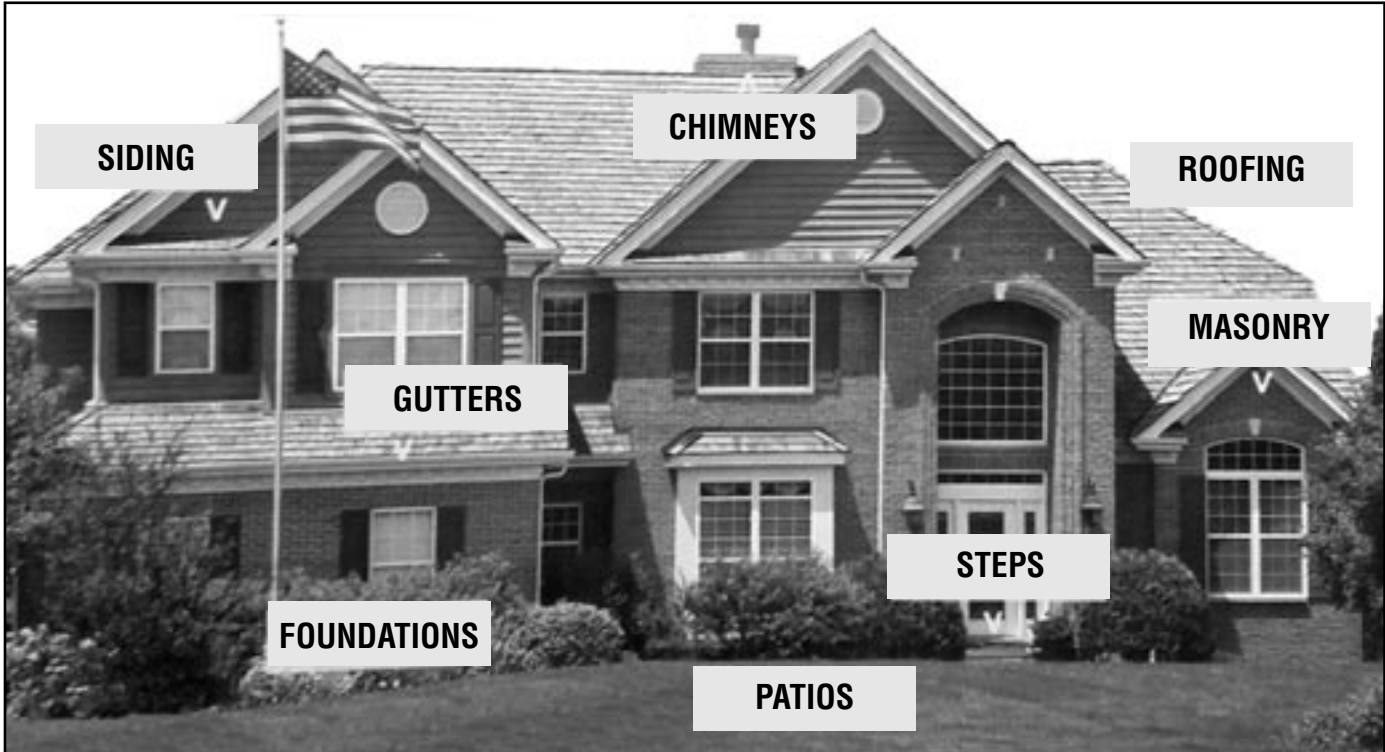 CHIMNEYS
SIDING
ROOFING
MASONRY
GUTTERS
STEPS
FOUNDATIONS
PATIOS